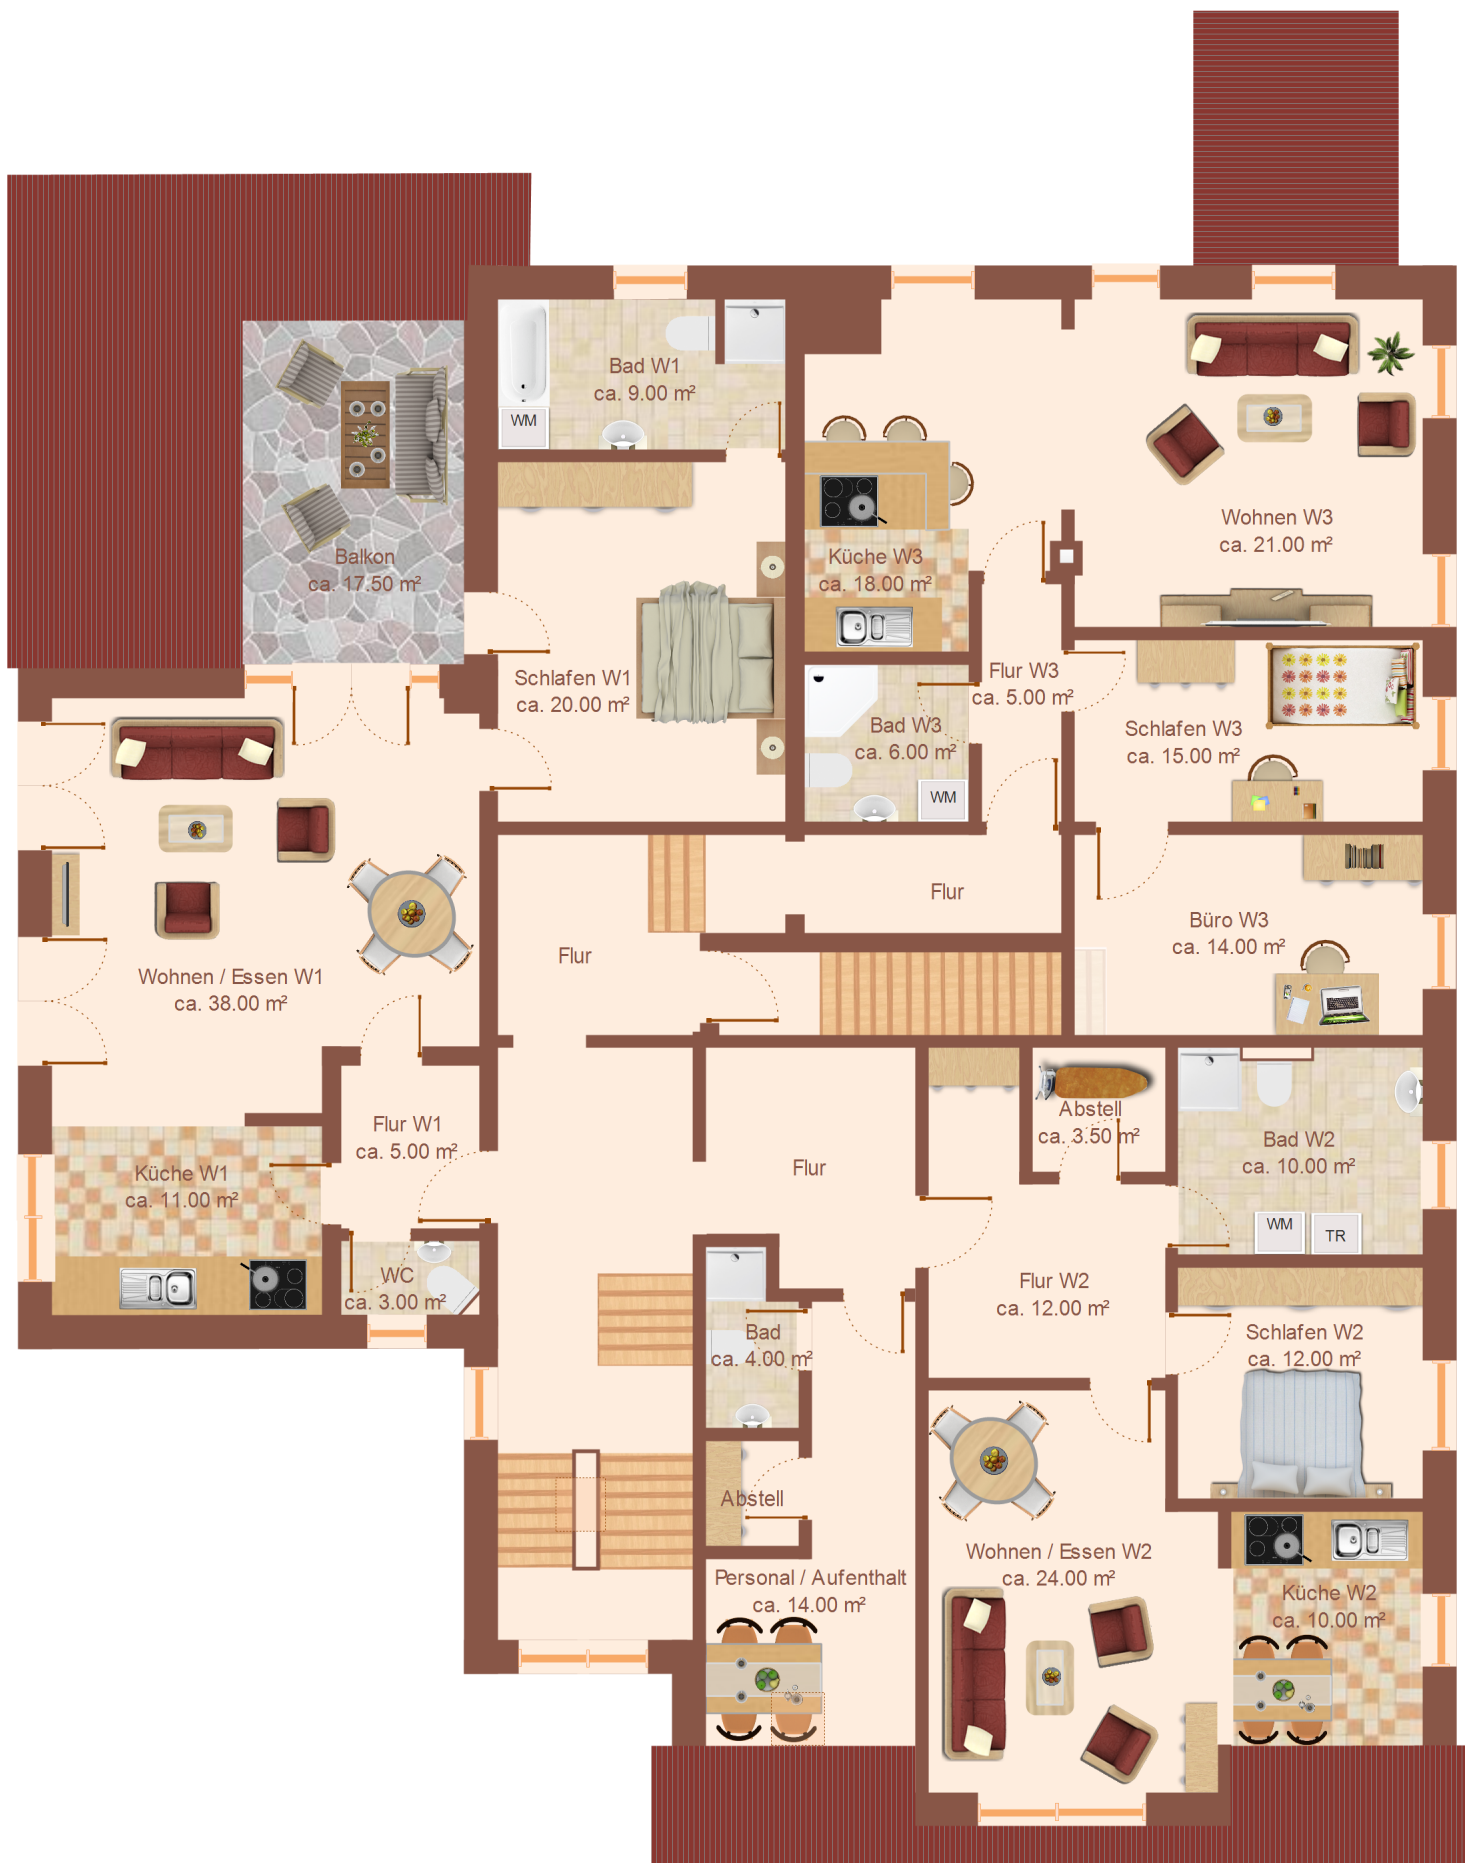 Bad W1
ca. 9.00 m²
WM
Balkon
ca. 17.50 m²
Schlafen W1
ca. 20.00 m²
Küche W3
ca. 18.00 m²
Wohnen W3
ca. 21.00 m²
Flur W3
ca. 5.00 m²
Bad W3
ca. 6.00 m²
WM
Schlafen W3
ca. 15.00 m²
Flur
Büro W3
ca. 14.00 m²
Flur
Wohnen / Essen W1
ca. 38.00 m²
Flur W1
ca. 5.00 m²
Küche W1
ca. 11.00 m²
WC
ca. 3.00 m²
Flur
Abstell
ca. 3.50 m²
Bad W2
ca. 10.00 m²
WM
TR
Flur W2
ca. 12.00 m²
Bad
ca. 4.00 m²
Schlafen W2
ca. 12.00 m²
Abstell
Personal / Aufenthalt
ca. 14.00 m²
Wohnen / Essen W2
ca. 24.00 m²
Küche W2
ca. 10.00 m²